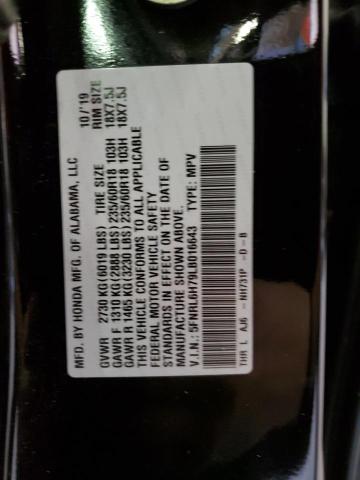 MFD. BY HONDA MFG. OF ALABAMA, LLC 10/19
GVWR 2730 KG (6019 LBS) TIRE SIZE RIM SIZE
GAWR F 1310 KG (2888 LBS) 235/60R18 103H 18X7.5J
GAWR R 1465 KG (3230 LBS) 235/60R18 103H 18X7.5J
THIS VEHICLE CONFORMS TO ALL APPLICABLE
FEDERAL MOTOR VEHICLE SAFETY
STANDARDS IN EFFECT ON THE DATE OF
MANUFACTURE SHOWN ABOVE.
V.I.N.: 5FNRL6H79LB016643 TYPE: MPV
THR L AJ6 - NH731P - D - B